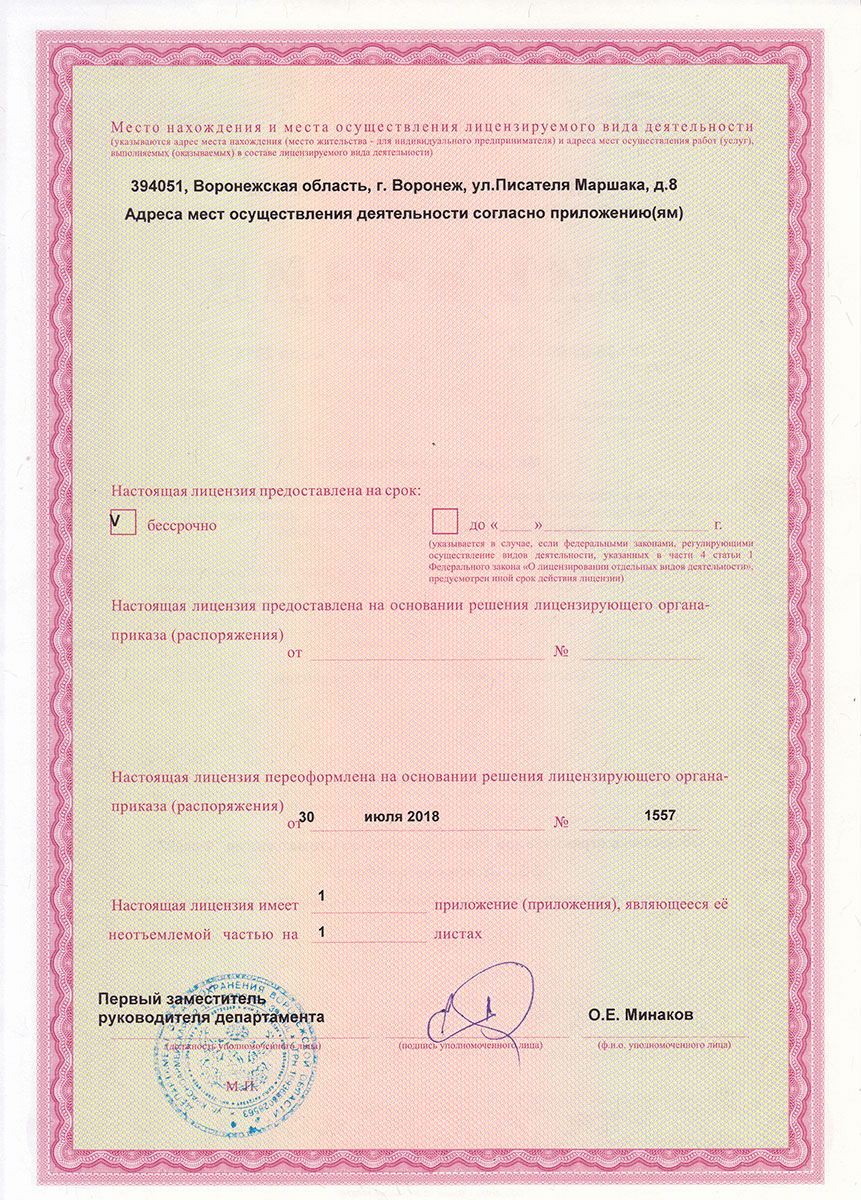 Место нахождения и места осуществления лицензируемого вида деятельности
(указываются адрес места нахождения (место жительства - для индивидуального предпринимателя) и адреса мест осуществления работ (услуг),
выполняемых (оказываемых) в составе лицензируемого вида деятельности)
394051, Воронежская область, г. Воронеж, ул.Писателя Маршака, д.8
Адреса мест осуществления деятельности согласно приложению(ям)
Настоящая лицензия предоставлена на срок:
V бессрочно
до «____» ____________________ г.
(указывается в случае, если федеральными законами, регулирующими
осуществление видов деятельности, указанных в части 4 статьи 1
Федерального закона «О лицензировании отдельных видов деятельности»,
предусмотрен иной срок действия лицензии)
Настоящая лицензия предоставлена на основании решения лицензирующего органа-
приказа (распоряжения)
от №
Настоящая лицензия переоформлена на основании решения лицензирующего органа-
приказа (распоряжения)
от 30 июля 2018 № 1557
Настоящая лицензия имеет 1 приложение (приложения), являющееся её
неотъемлемой частью на 1 листах
Первый заместитель
руководителя департамента
О.Е. Минаков
(должность уполномоченного лица)
(подпись уполномоченного лица)
(ф.и.о. уполномоченного лица)
М.П.